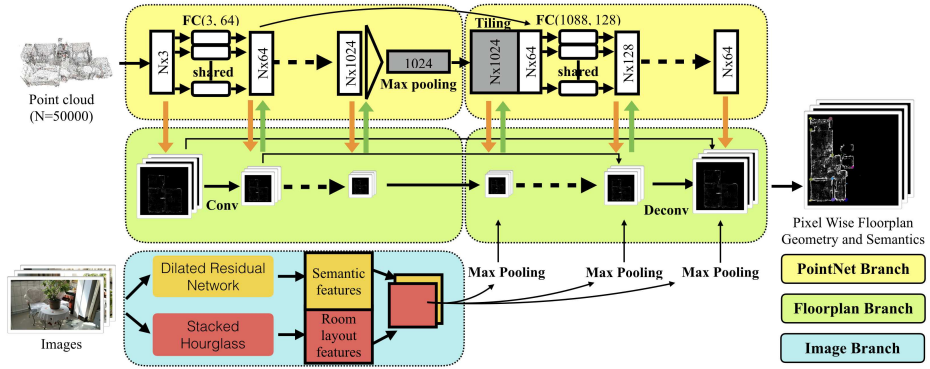 FC(3, 64)
FC(1088, 128)
Tiling
Nx3
shared
Nx64
Nx1024
1024
Max pooling
Nx1024
Nx64
shared
Nx128
Nx64
Point cloud
(N=50000)
Conv
Deconv
Pixel Wise Floorplan
Geometry and Semantics
Max Pooling
Max Pooling
Max Pooling
Dilated Residual
Network
Semantic
features
Stacked
Hourglass
Room
layout
features
Images
PointNet Branch
Floorplan Branch
Image Branch